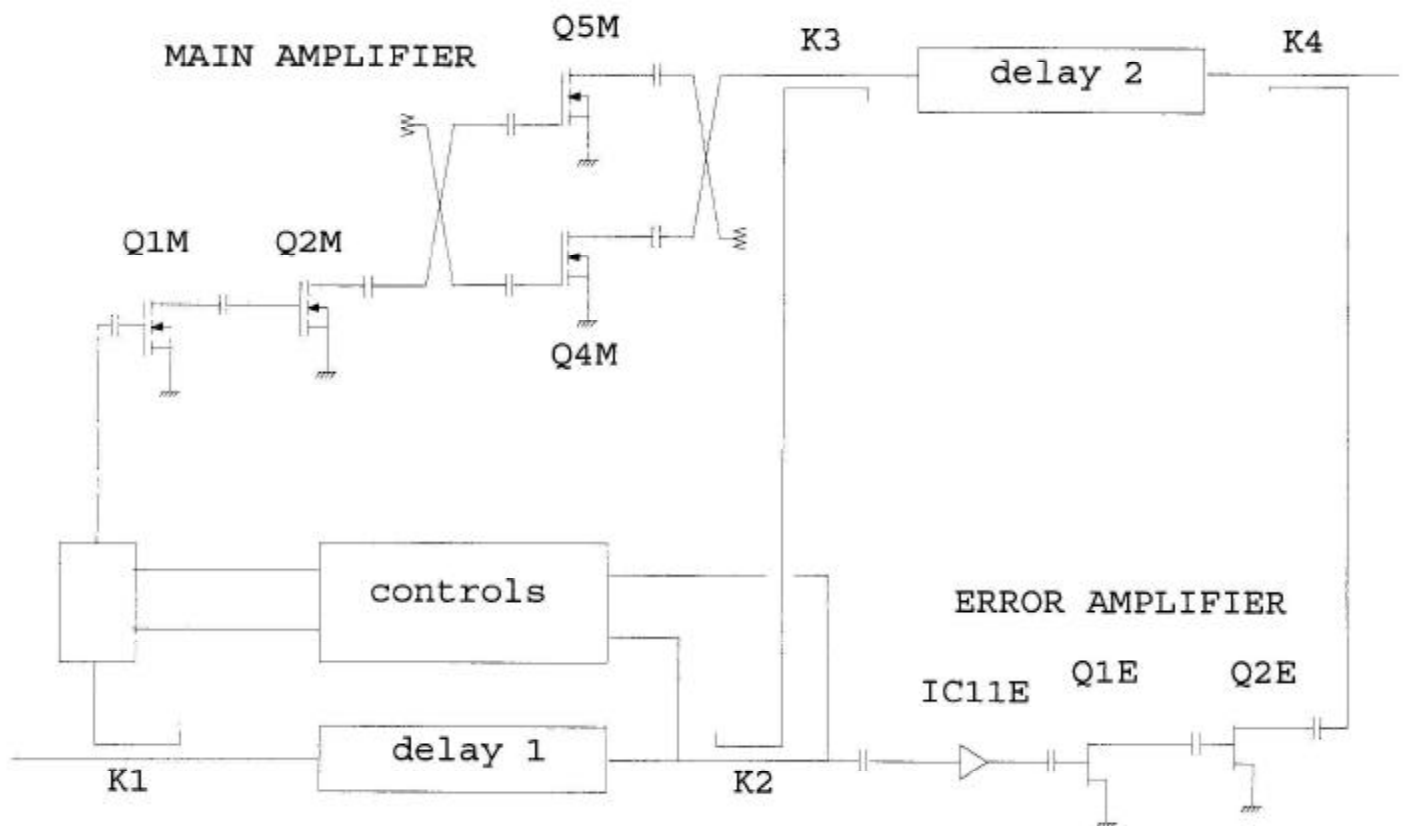 Q5M
K3
K4
MAIN AMPLIFIER
delay 2
Q1M
Q2M
Q4M
controls
ERROR AMPLIFIER
Q1E
Q2E
IC11E
delay 1
K1
K2